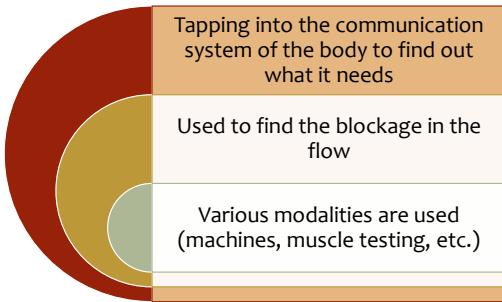 Tapping into the communication
system of the body to find out
what it needs
Used to find the blockage in the
flow
Various modalities are used
(machines, muscle testing, etc.)